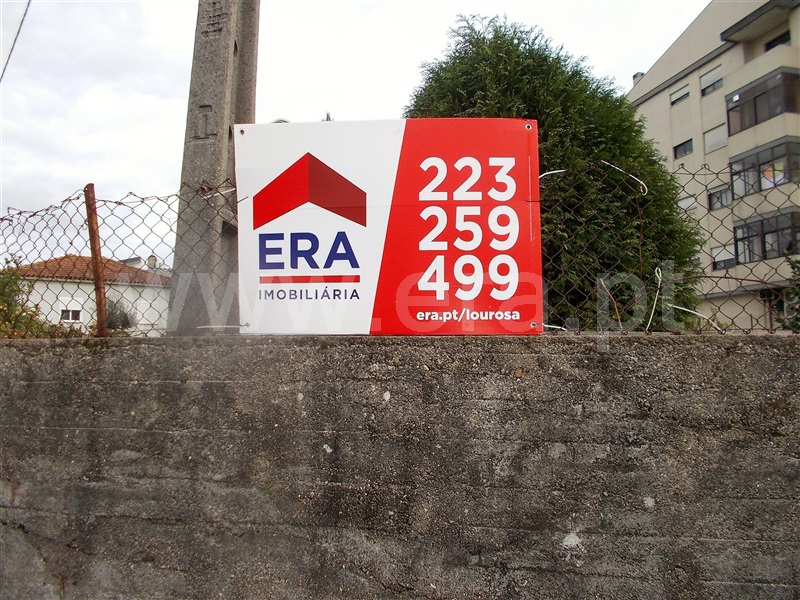 ERA
IMOBILIÁRIA
223
259
499
era.pt/lourosa
www.era.pt